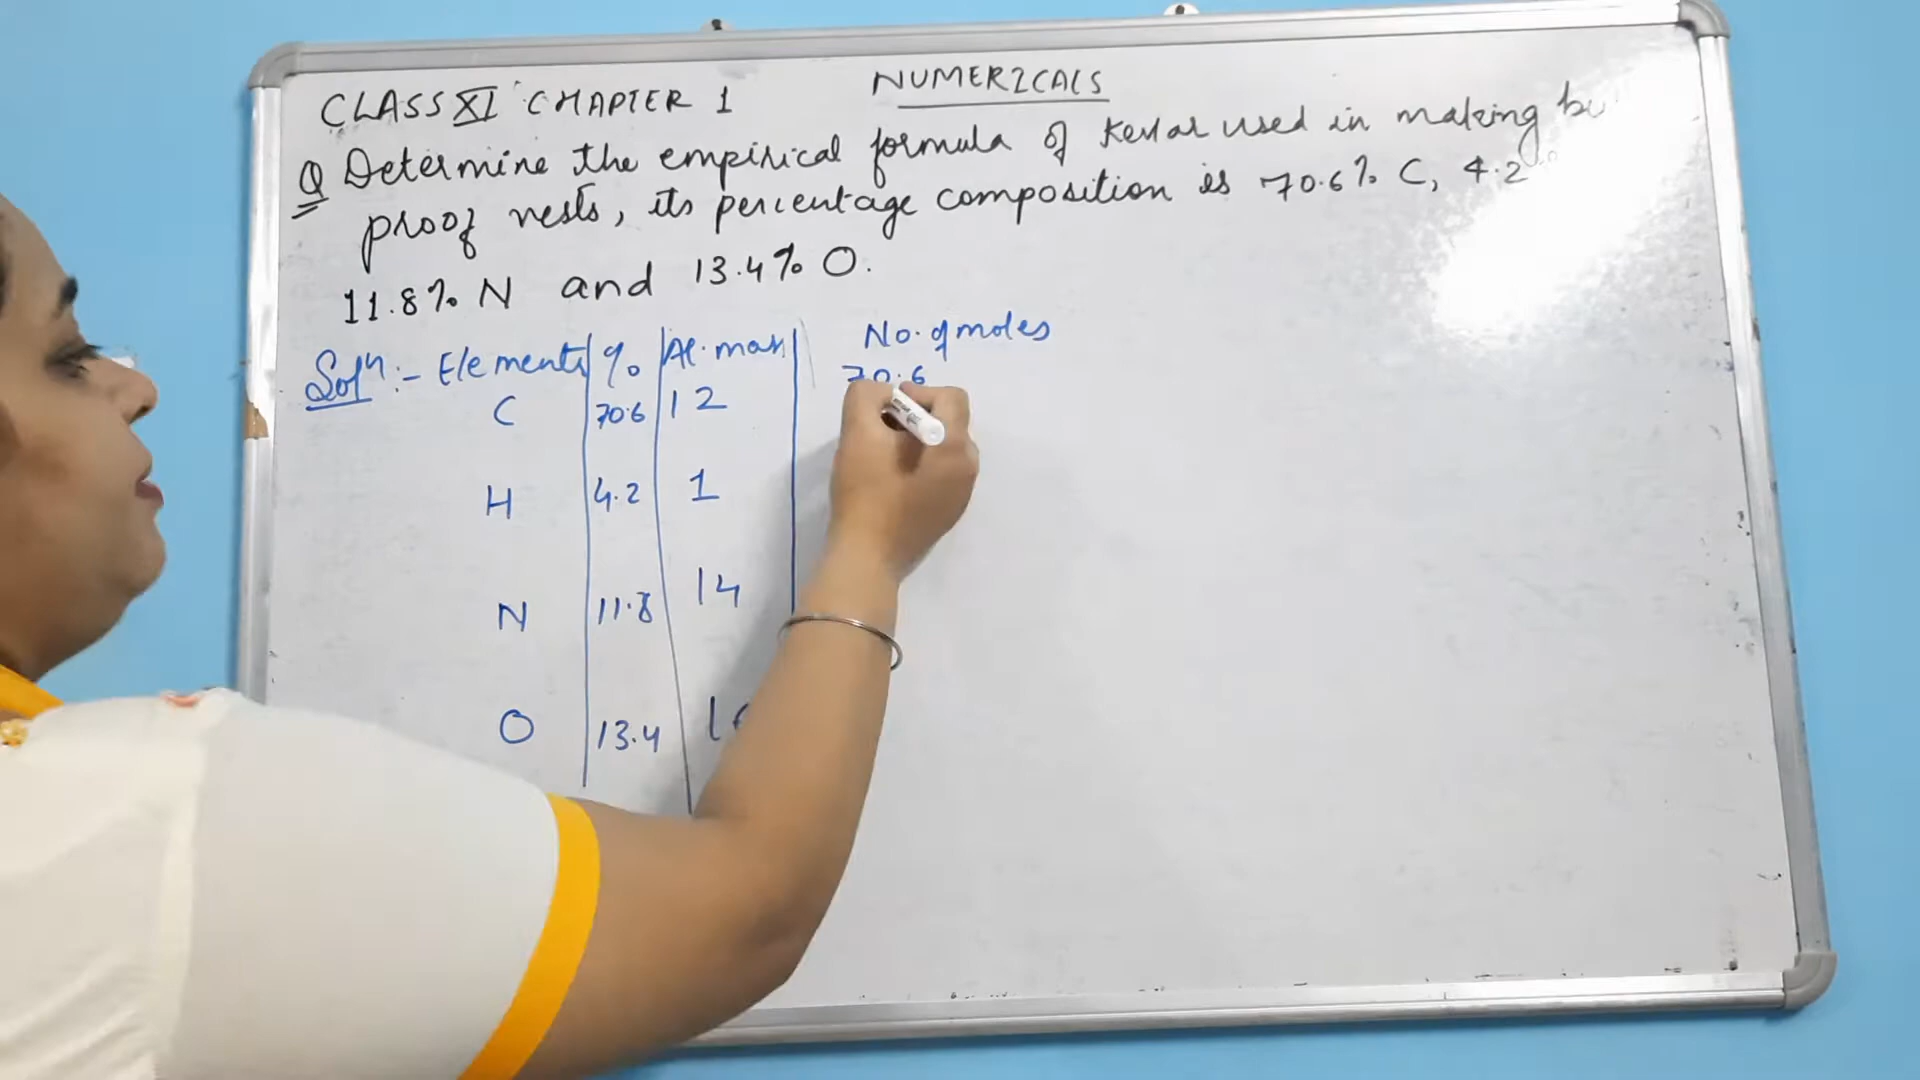 CLASS XI CHAPTER 1 NUMERICALS
Q Determine the empirical formula of Kevlar used in making
proof vests, its percentage composition is 70.6% C, 4.2
11.8% N and 13.4% O.
Solⁿ:- Elements % At. mass No. of moles
C 70.6 12 70.6
H 4.2 1
N 11.8 14
O 13.4